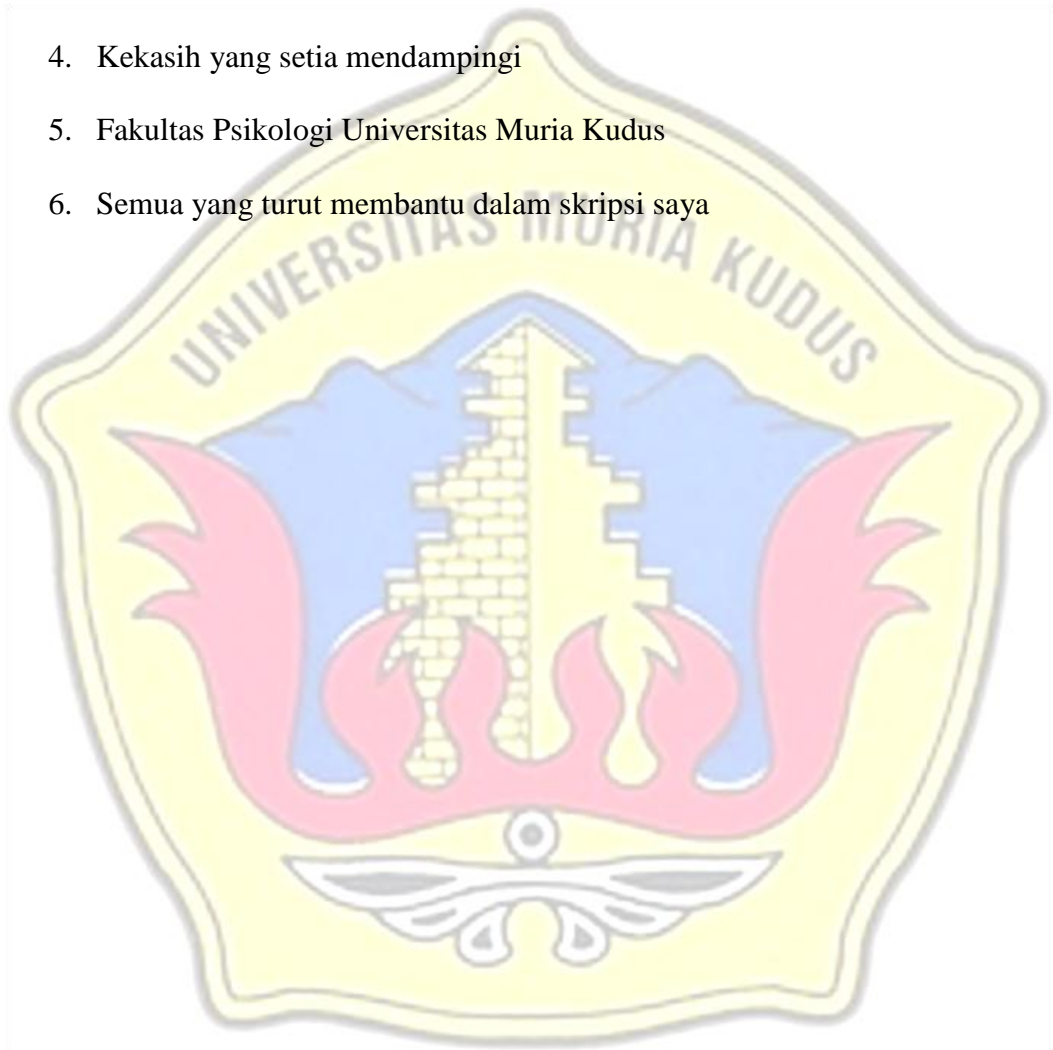 4. Kekasih yang setia mendampingi
5. Fakultas Psikologi Universitas Muria Kudus
6. Semua yang turut membantu dalam skripsi saya
UNIVERSITAS MURIA KUDUS